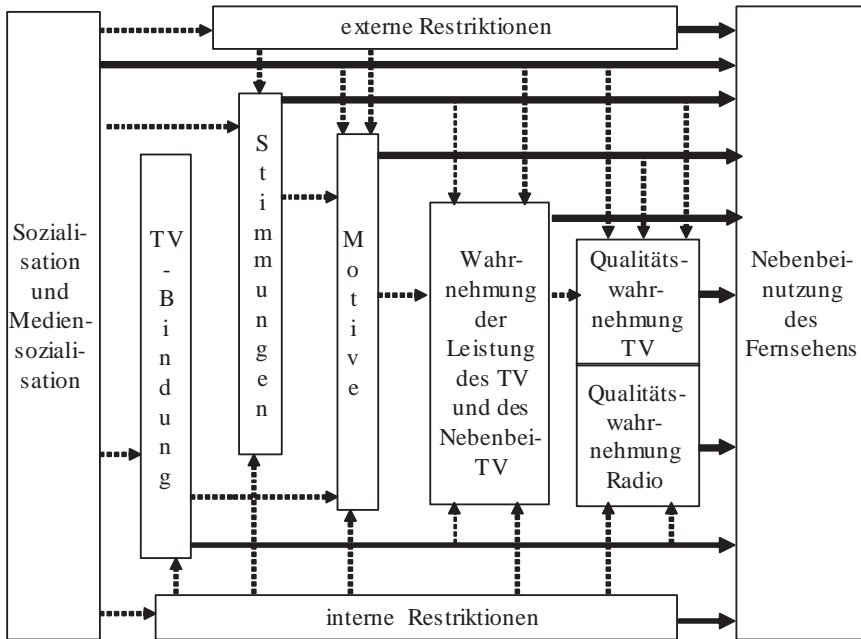 externe Restriktionen
Soziali-
sation
und
Medien-
soziali-
sation
TV
-
B
i
n
d
u
n
g
S
t
i
m
m
u
n
g
e
n
M
o
t
i
v
e
Wahr-
nehmung
der
Leistung
des TV
und des
Nebenbei-
TV
Qualitäts-
wahr-
nehmung
TV
Qualitäts-
wahr-
nehmung
Radio
Nebenbei-
nutzung
des
Fernsehens
interne Restriktionen